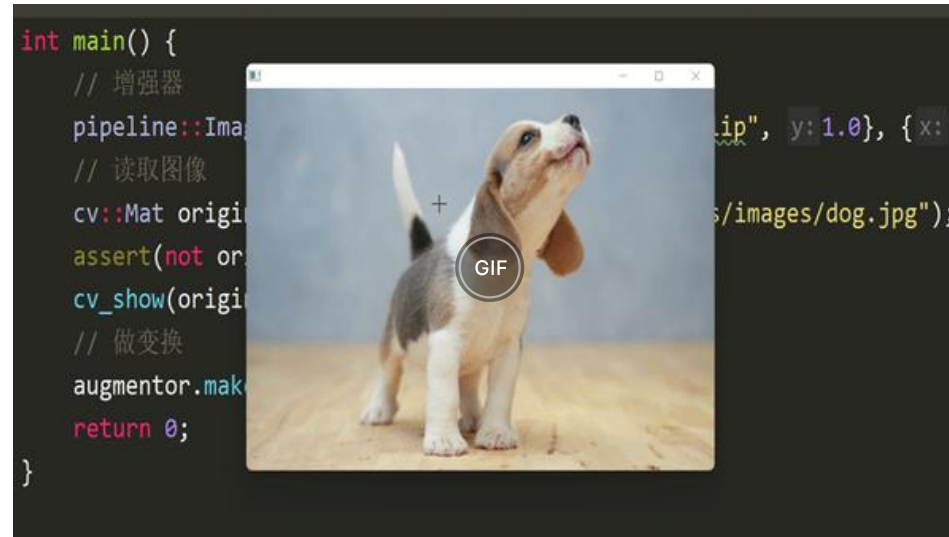 int main() {
// 增强器
pipeline::Ima
ip", y: 1.0}, { x:
// 读取图像
cv::Mat origi
s/images/dog.jpg");
assert(not or
cv_show(origi
// 做变换
augmentor.mak
return 0;
}
GIF